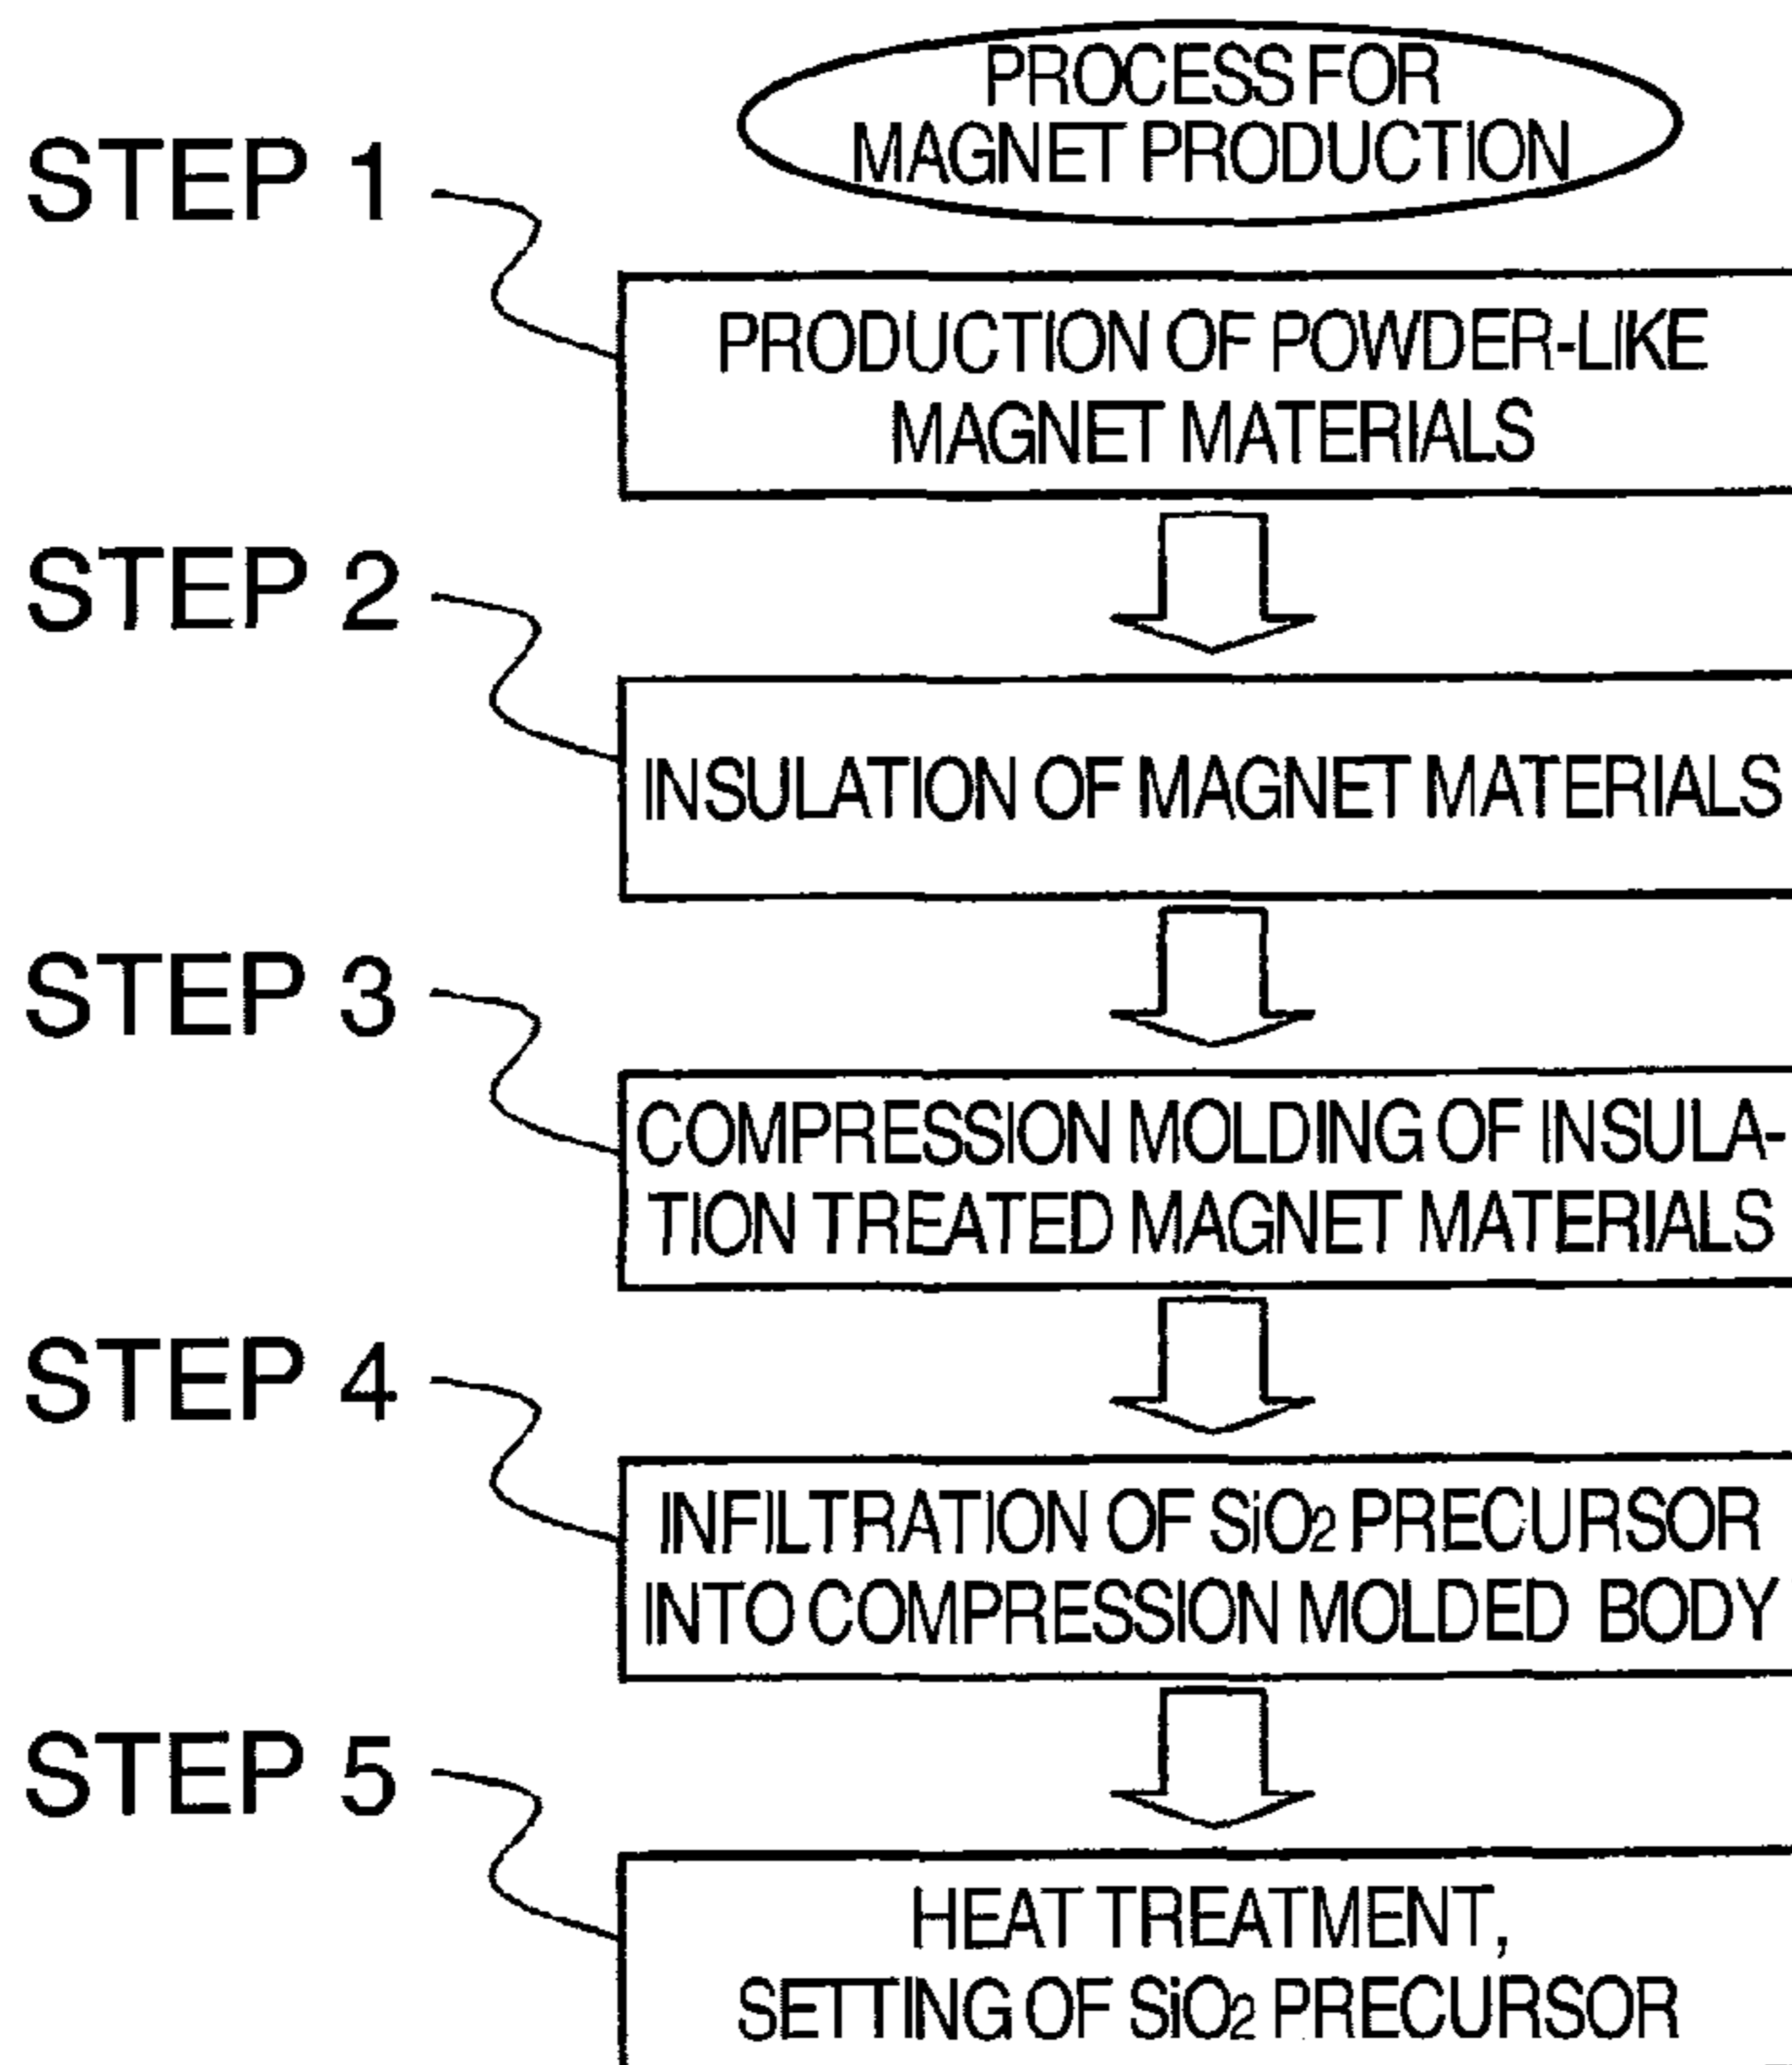 PROCESS FOR
MAGNET PRODUCTION
STEP 1
PRODUCTION OF POWDER-LIKE
MAGNET MATERIALS
STEP 2
INSULATION OF MAGNET MATERIALS
STEP 3
COMPRESSION MOLDING OF INSULA-
TION TREATED MAGNET MATERIALS
STEP 4
INFILTRATION OF SiO2 PRECURSOR
INTO COMPRESSION MOLDED BODY
STEP 5
HEAT TREATMENT,
SETTING OF SiO2 PRECURSOR